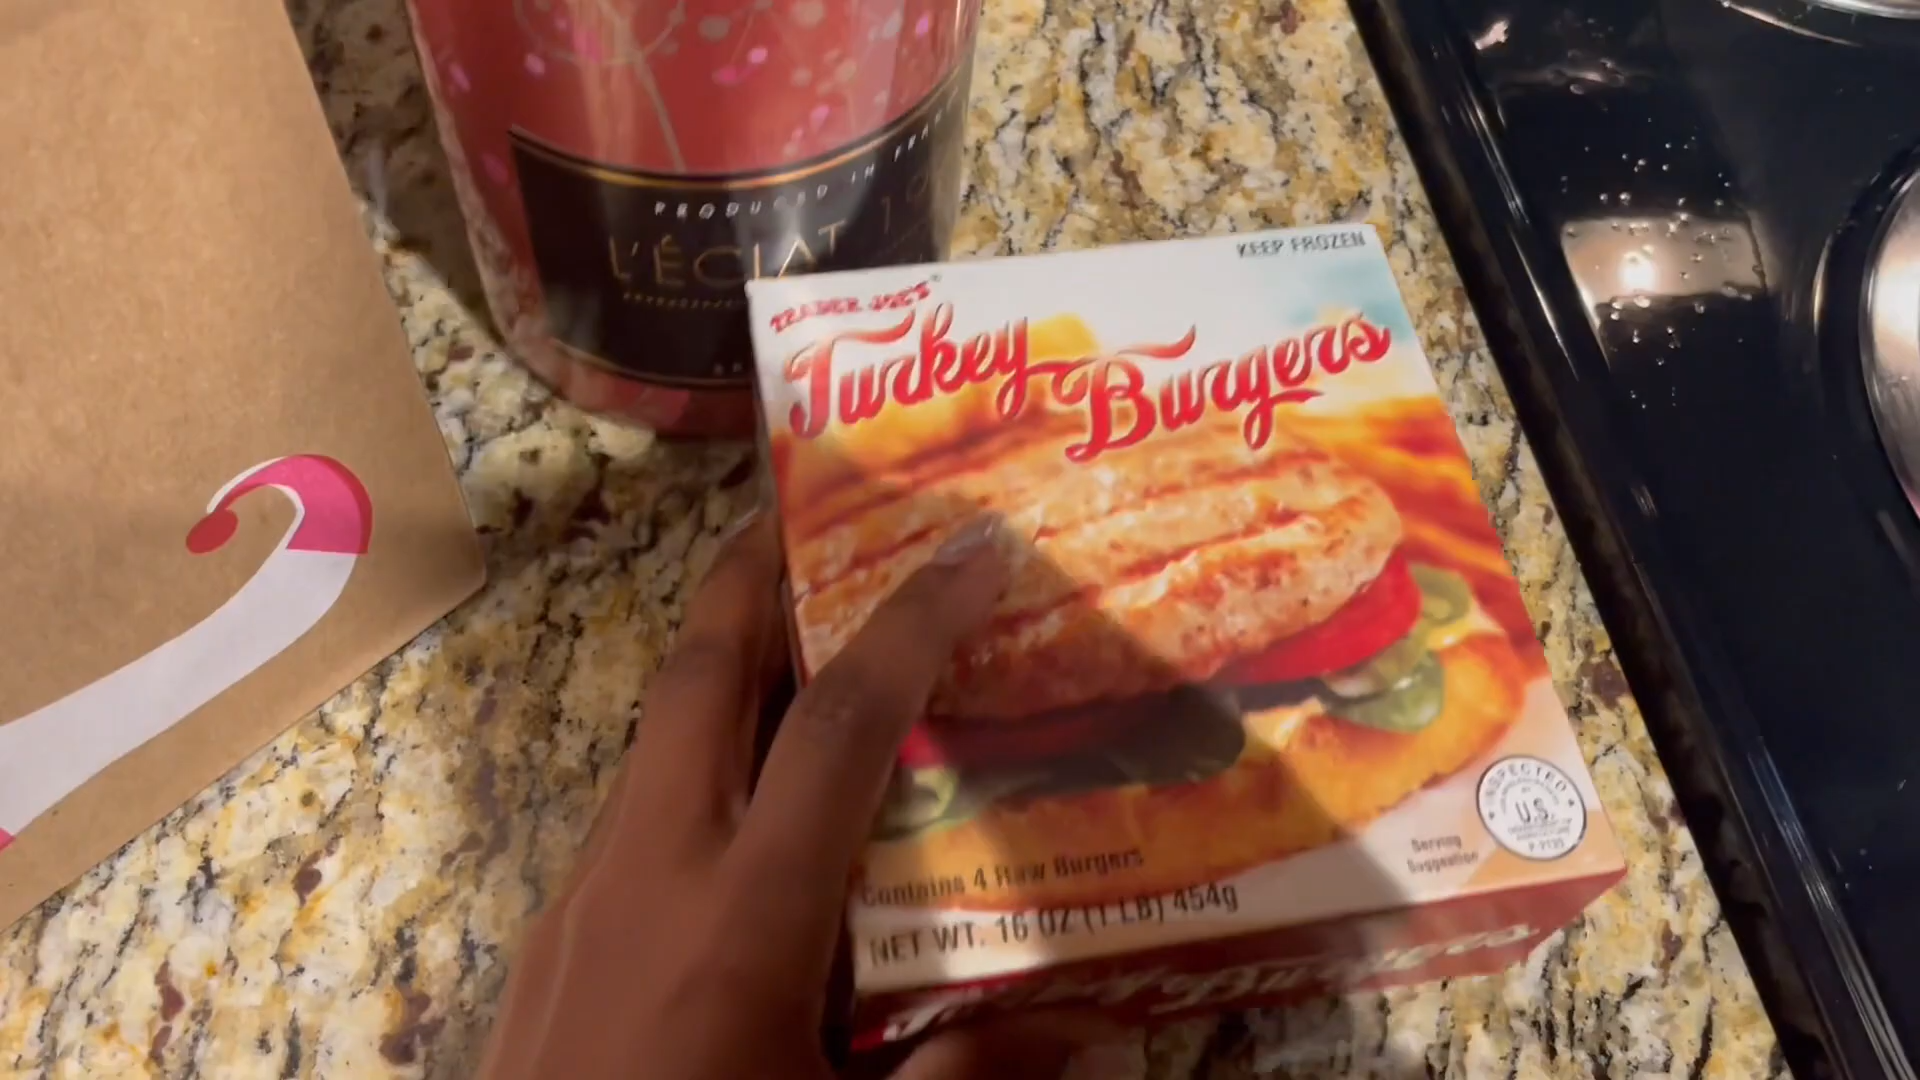 PRODUCED IN
L'ÉCLAT
KEEP FROZEN
TRADER JOE'S
Turkey
Burgers
INSPECTED
U.S.
Serving
Suggestion
Contains 4 Raw Burgers
NET WT. 16 OZ (1 LB) 454g